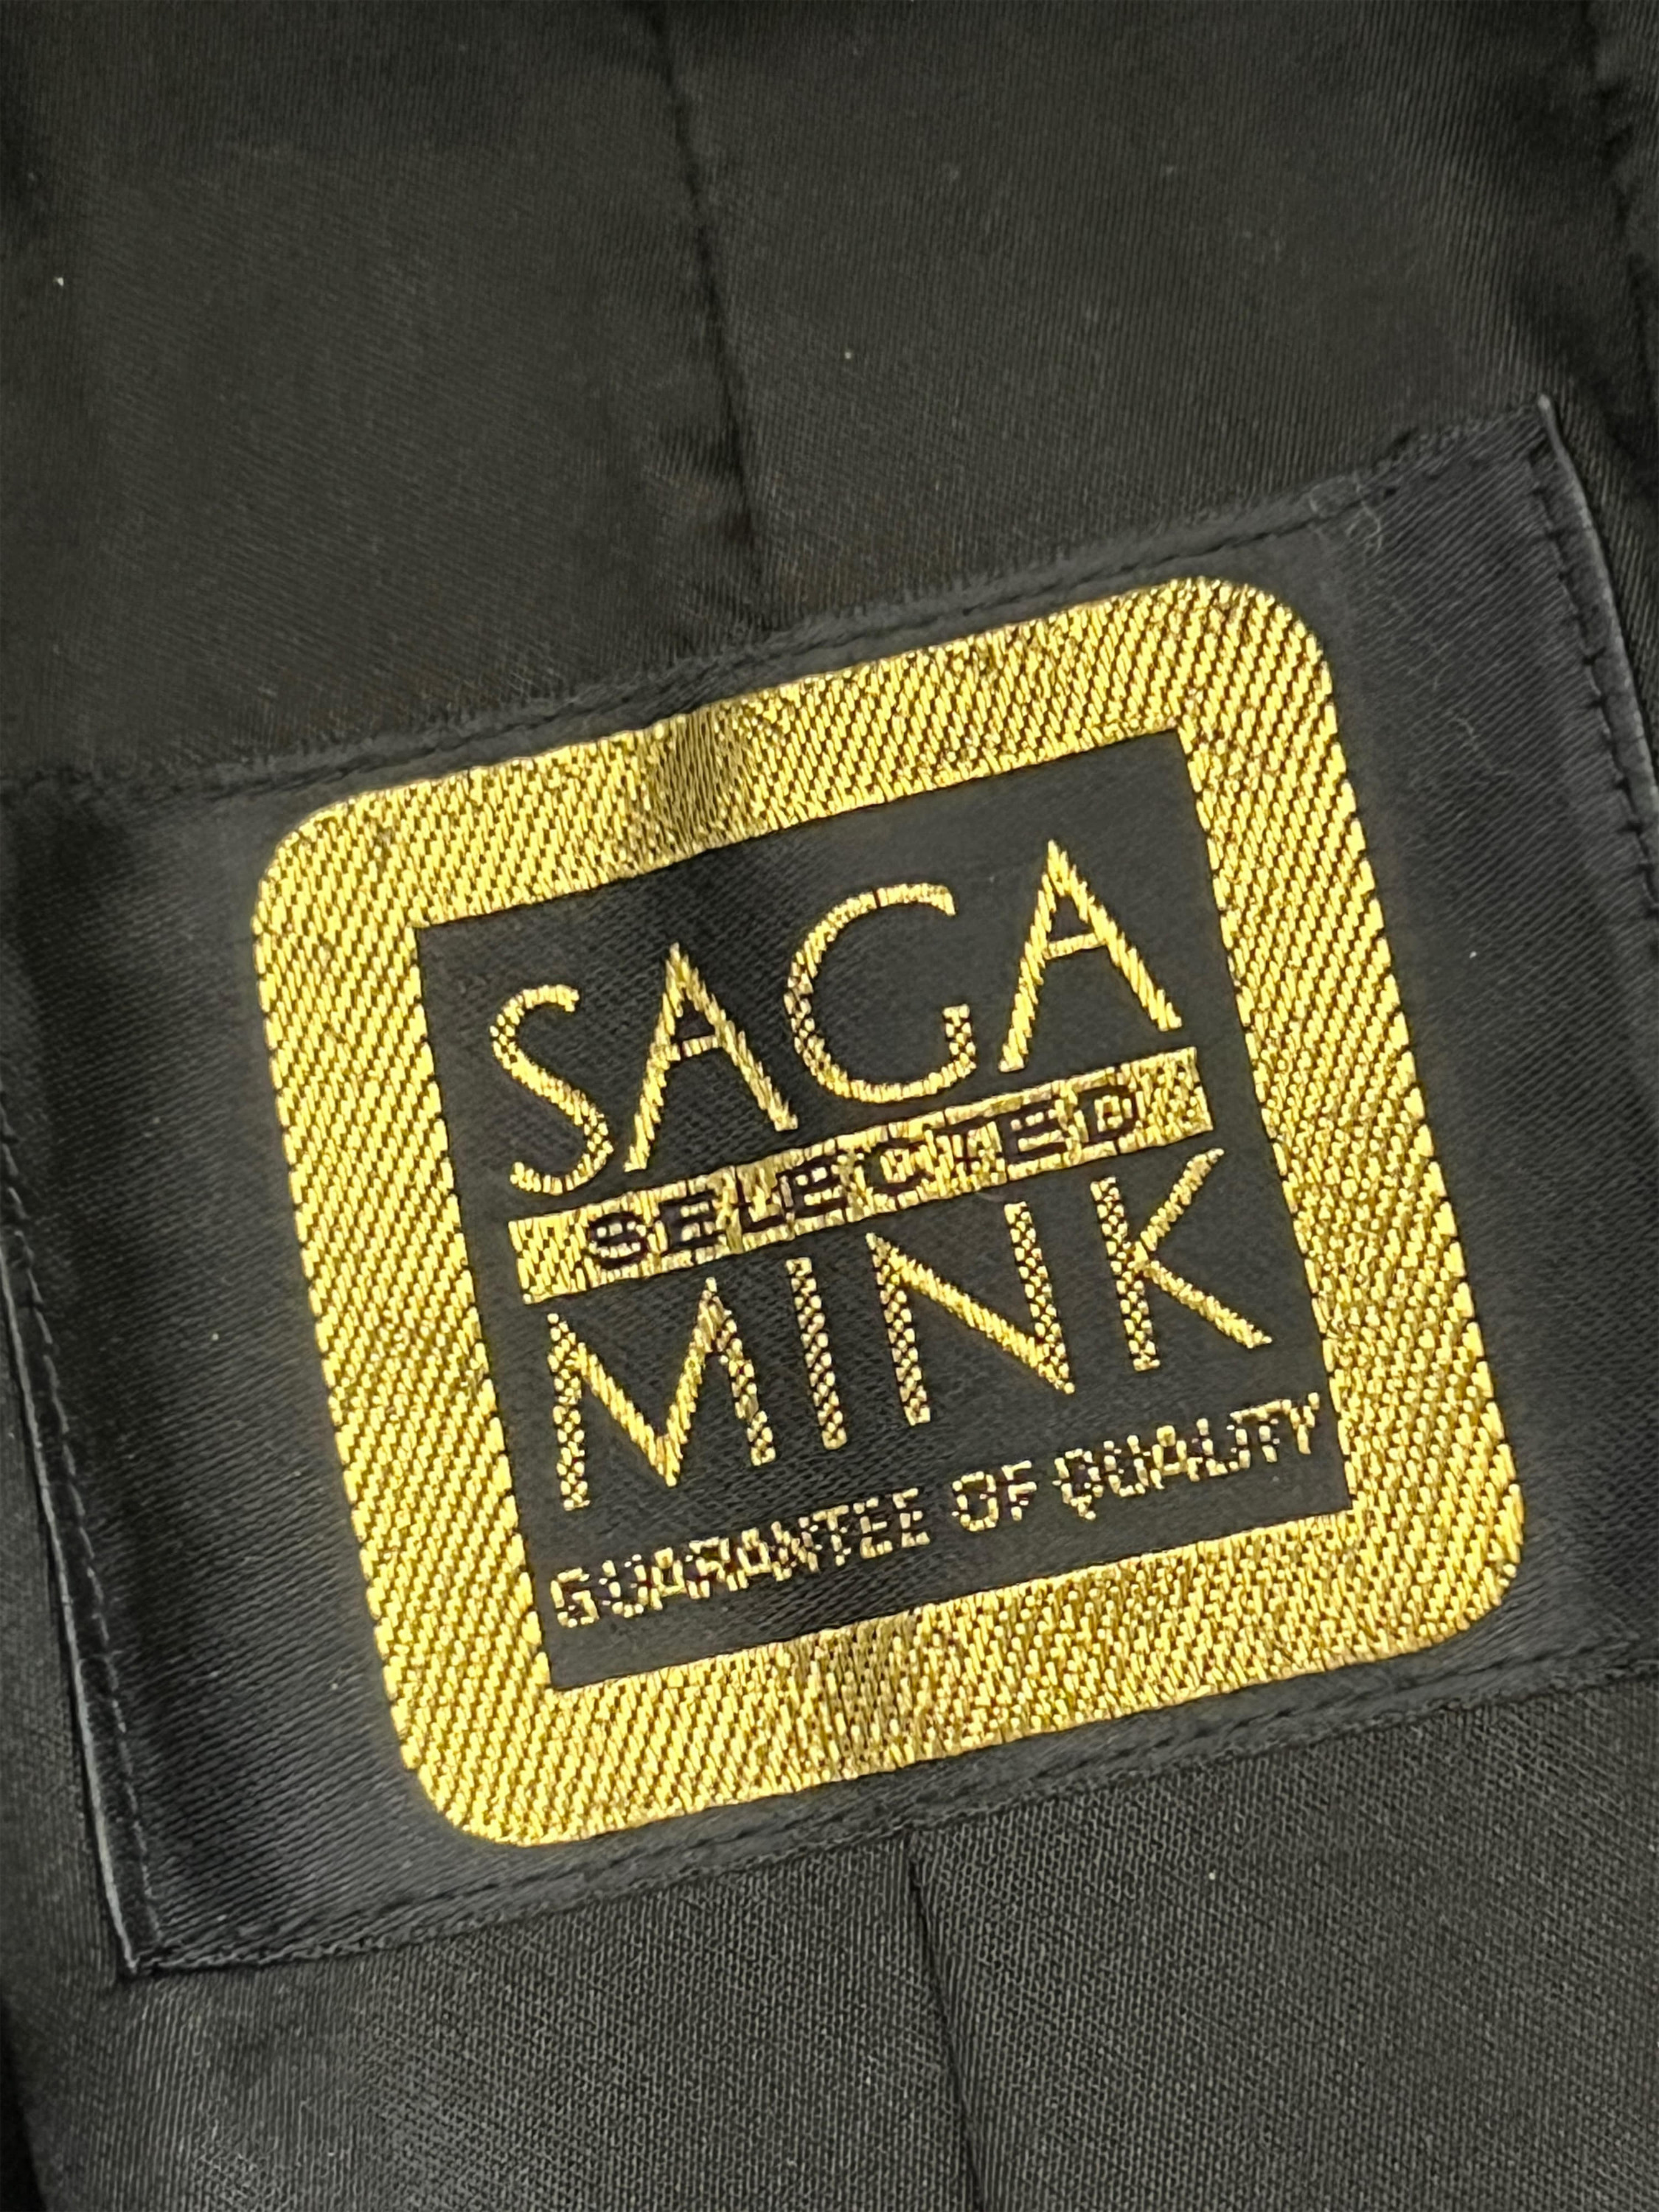 SAGA
SELECTED
MINK
GUARANTEE OF QUALITY